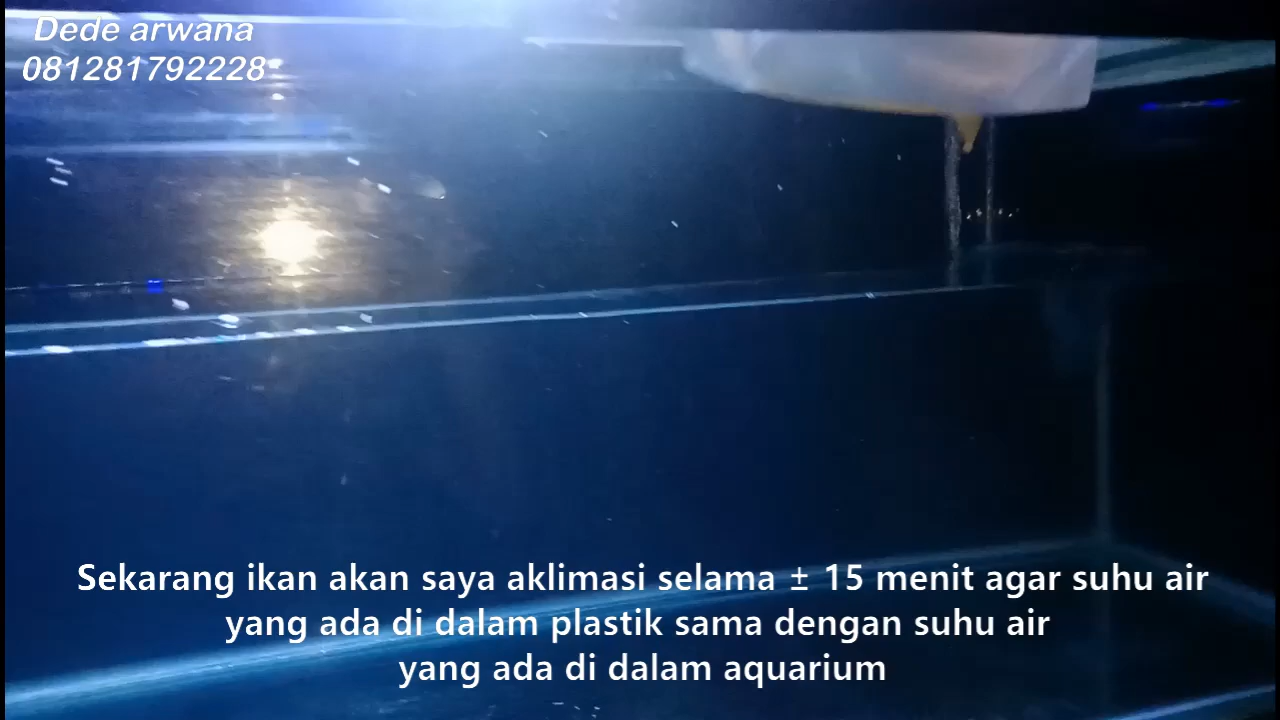 Dede arwana
081281792228
Sekarang ikan akan saya aklimasi selama ± 15 menit agar suhu air
yang ada di dalam plastik sama dengan suhu air
yang ada di dalam aquarium